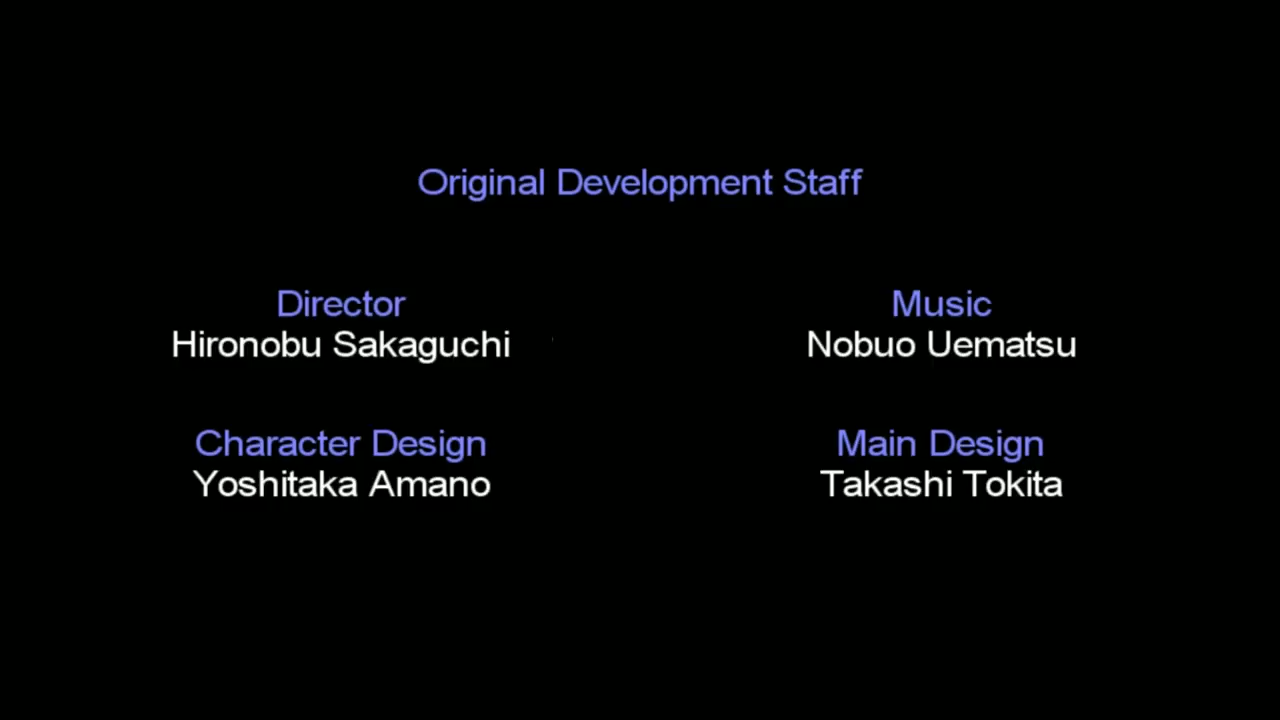 Original Development Staff
Director
Hironobu Sakaguchi
Music
Nobuo Uematsu
Character Design
Yoshitaka Amano
Main Design
Takashi Tokita